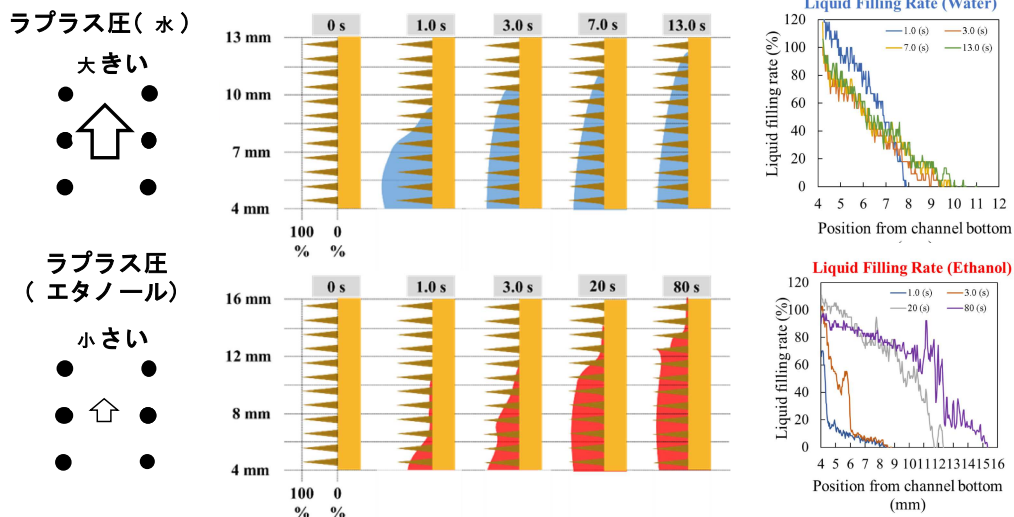 ラプラス圧( 水 )
大きい
0 s
1.0 s
3.0 s
7.0 s
13.0 s
13 mm
10 mm
7 mm
4 mm
100
%
0
%
Liquid Filling Rate (Water)
Liquid filling rate (%)
120
100
80
60
40
20
0
1.0 (s)
3.0 (s)
7.0 (s)
13.0 (s)
4 5 6 7 8 9 10 11 12
Position from channel bottom
ラプラス圧
( エタノール)
小さい
0 s
1.0 s
3.0 s
20 s
80 s
16 mm
12 mm
8 mm
4 mm
100
%
0
%
Liquid Filling Rate (Ethanol)
Liquid filling rate (%)
120
100
80
60
40
20
0
1.0 (s)
3.0 (s)
20 (s)
80 (s)
4 5 6 7 8 9 10 11 12 13 14 15 16
Position from channel bottom
(mm)